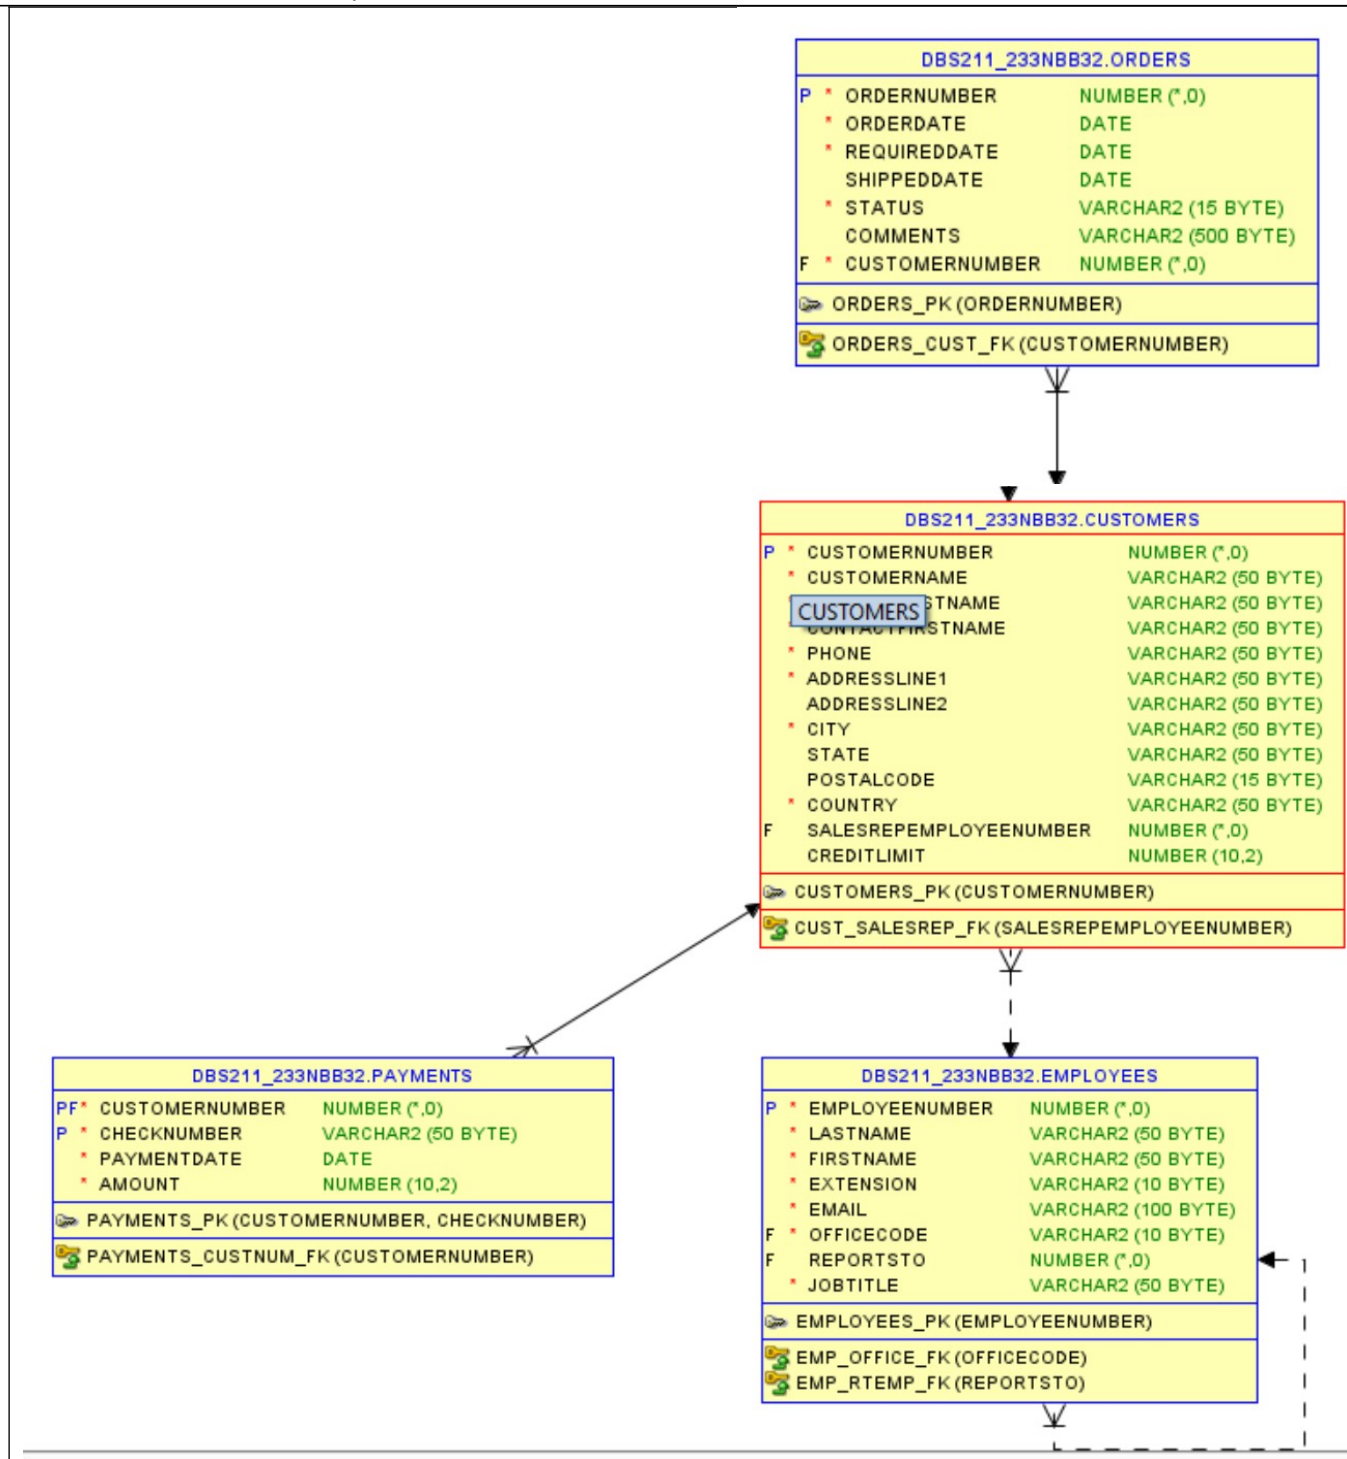 DBS211_233NBB32.ORDERS
P * ORDERNUMBER NUMBER (*,0)
* ORDERDATE DATE
* REQUIREDDATE DATE
SHIPPEDDATE DATE
* STATUS VARCHAR2 (15 BYTE)
COMMENTS VARCHAR2 (500 BYTE)
F * CUSTOMERNUMBER NUMBER (*,0)
ORDERS_PK (ORDERNUMBER)
ORDERS_CUST_FK (CUSTOMERNUMBER)
DBS211_233NBB32.CUSTOMERS
P * CUSTOMERNUMBER NUMBER (*,0)
* CUSTOMERNAME VARCHAR2 (50 BYTE)
STNAME VARCHAR2 (50 BYTE)
CUSTOMERS
* CONTACTFIRSTNAME VARCHAR2 (50 BYTE)
* PHONE VARCHAR2 (50 BYTE)
* ADDRESSLINE1 VARCHAR2 (50 BYTE)
ADDRESSLINE2 VARCHAR2 (50 BYTE)
* CITY VARCHAR2 (50 BYTE)
STATE VARCHAR2 (50 BYTE)
POSTALCODE VARCHAR2 (15 BYTE)
* COUNTRY VARCHAR2 (50 BYTE)
F SALESREPEMPLOYEENUMBER NUMBER (*,0)
CREDITLIMIT NUMBER (10,2)
CUSTOMERS_PK (CUSTOMERNUMBER)
CUST_SALESREP_FK (SALESREPEMPLOYEENUMBER)
DBS211_233NBB32.PAYMENTS
PF* CUSTOMERNUMBER NUMBER (*,0)
P * CHECKNUMBER VARCHAR2 (50 BYTE)
* PAYMENTDATE DATE
* AMOUNT NUMBER (10,2)
PAYMENTS_PK (CUSTOMERNUMBER, CHECKNUMBER)
PAYMENTS_CUSTNUM_FK (CUSTOMERNUMBER)
DBS211_233NBB32.EMPLOYEES
P * EMPLOYEENUMBER NUMBER (*,0)
* LASTNAME VARCHAR2 (50 BYTE)
* FIRSTNAME VARCHAR2 (50 BYTE)
* EXTENSION VARCHAR2 (10 BYTE)
* EMAIL VARCHAR2 (100 BYTE)
F * OFFICECODE VARCHAR2 (10 BYTE)
F REPORTSTO NUMBER (*,0)
* JOBTITLE VARCHAR2 (50 BYTE)
EMPLOYEES_PK (EMPLOYEENUMBER)
EMP_OFFICE_FK (OFFICECODE)
EMP_RTEMP_FK (REPORTSTO)